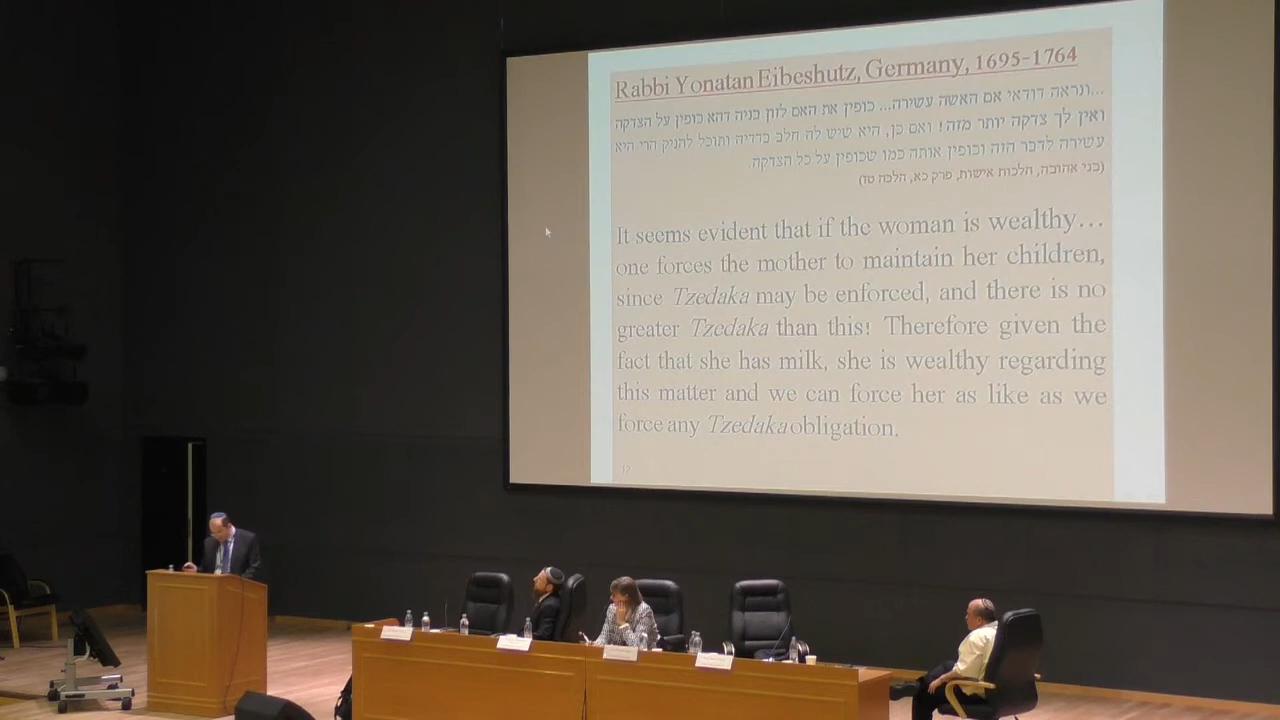 Rabbi Yonatan Eibeshutz, Germany, 1695-1764
...ונראה דודאי אם האשה עשירה... כופין את האם לזון בניה דהא כופין על הצדקה
ואין לך צדקה יותר מזה! ואם כן, היא שיש לה חלב בדדיה ותוכל להניק הרי היא
עשירה לדבר הזה וכופין אותה כמו שכופין על כל הצדקה.
(בני אהובה, הלכות אישות, פרק כא, הלכה טז)
It seems evident that if the woman is wealthy...
one forces the mother to maintain her children,
since Tzedaka may be enforced, and there is no
greater Tzedaka than this! Therefore given the
fact that she has milk, she is wealthy regarding
this matter and we can force her as like as we
force any Tzedaka obligation.
12